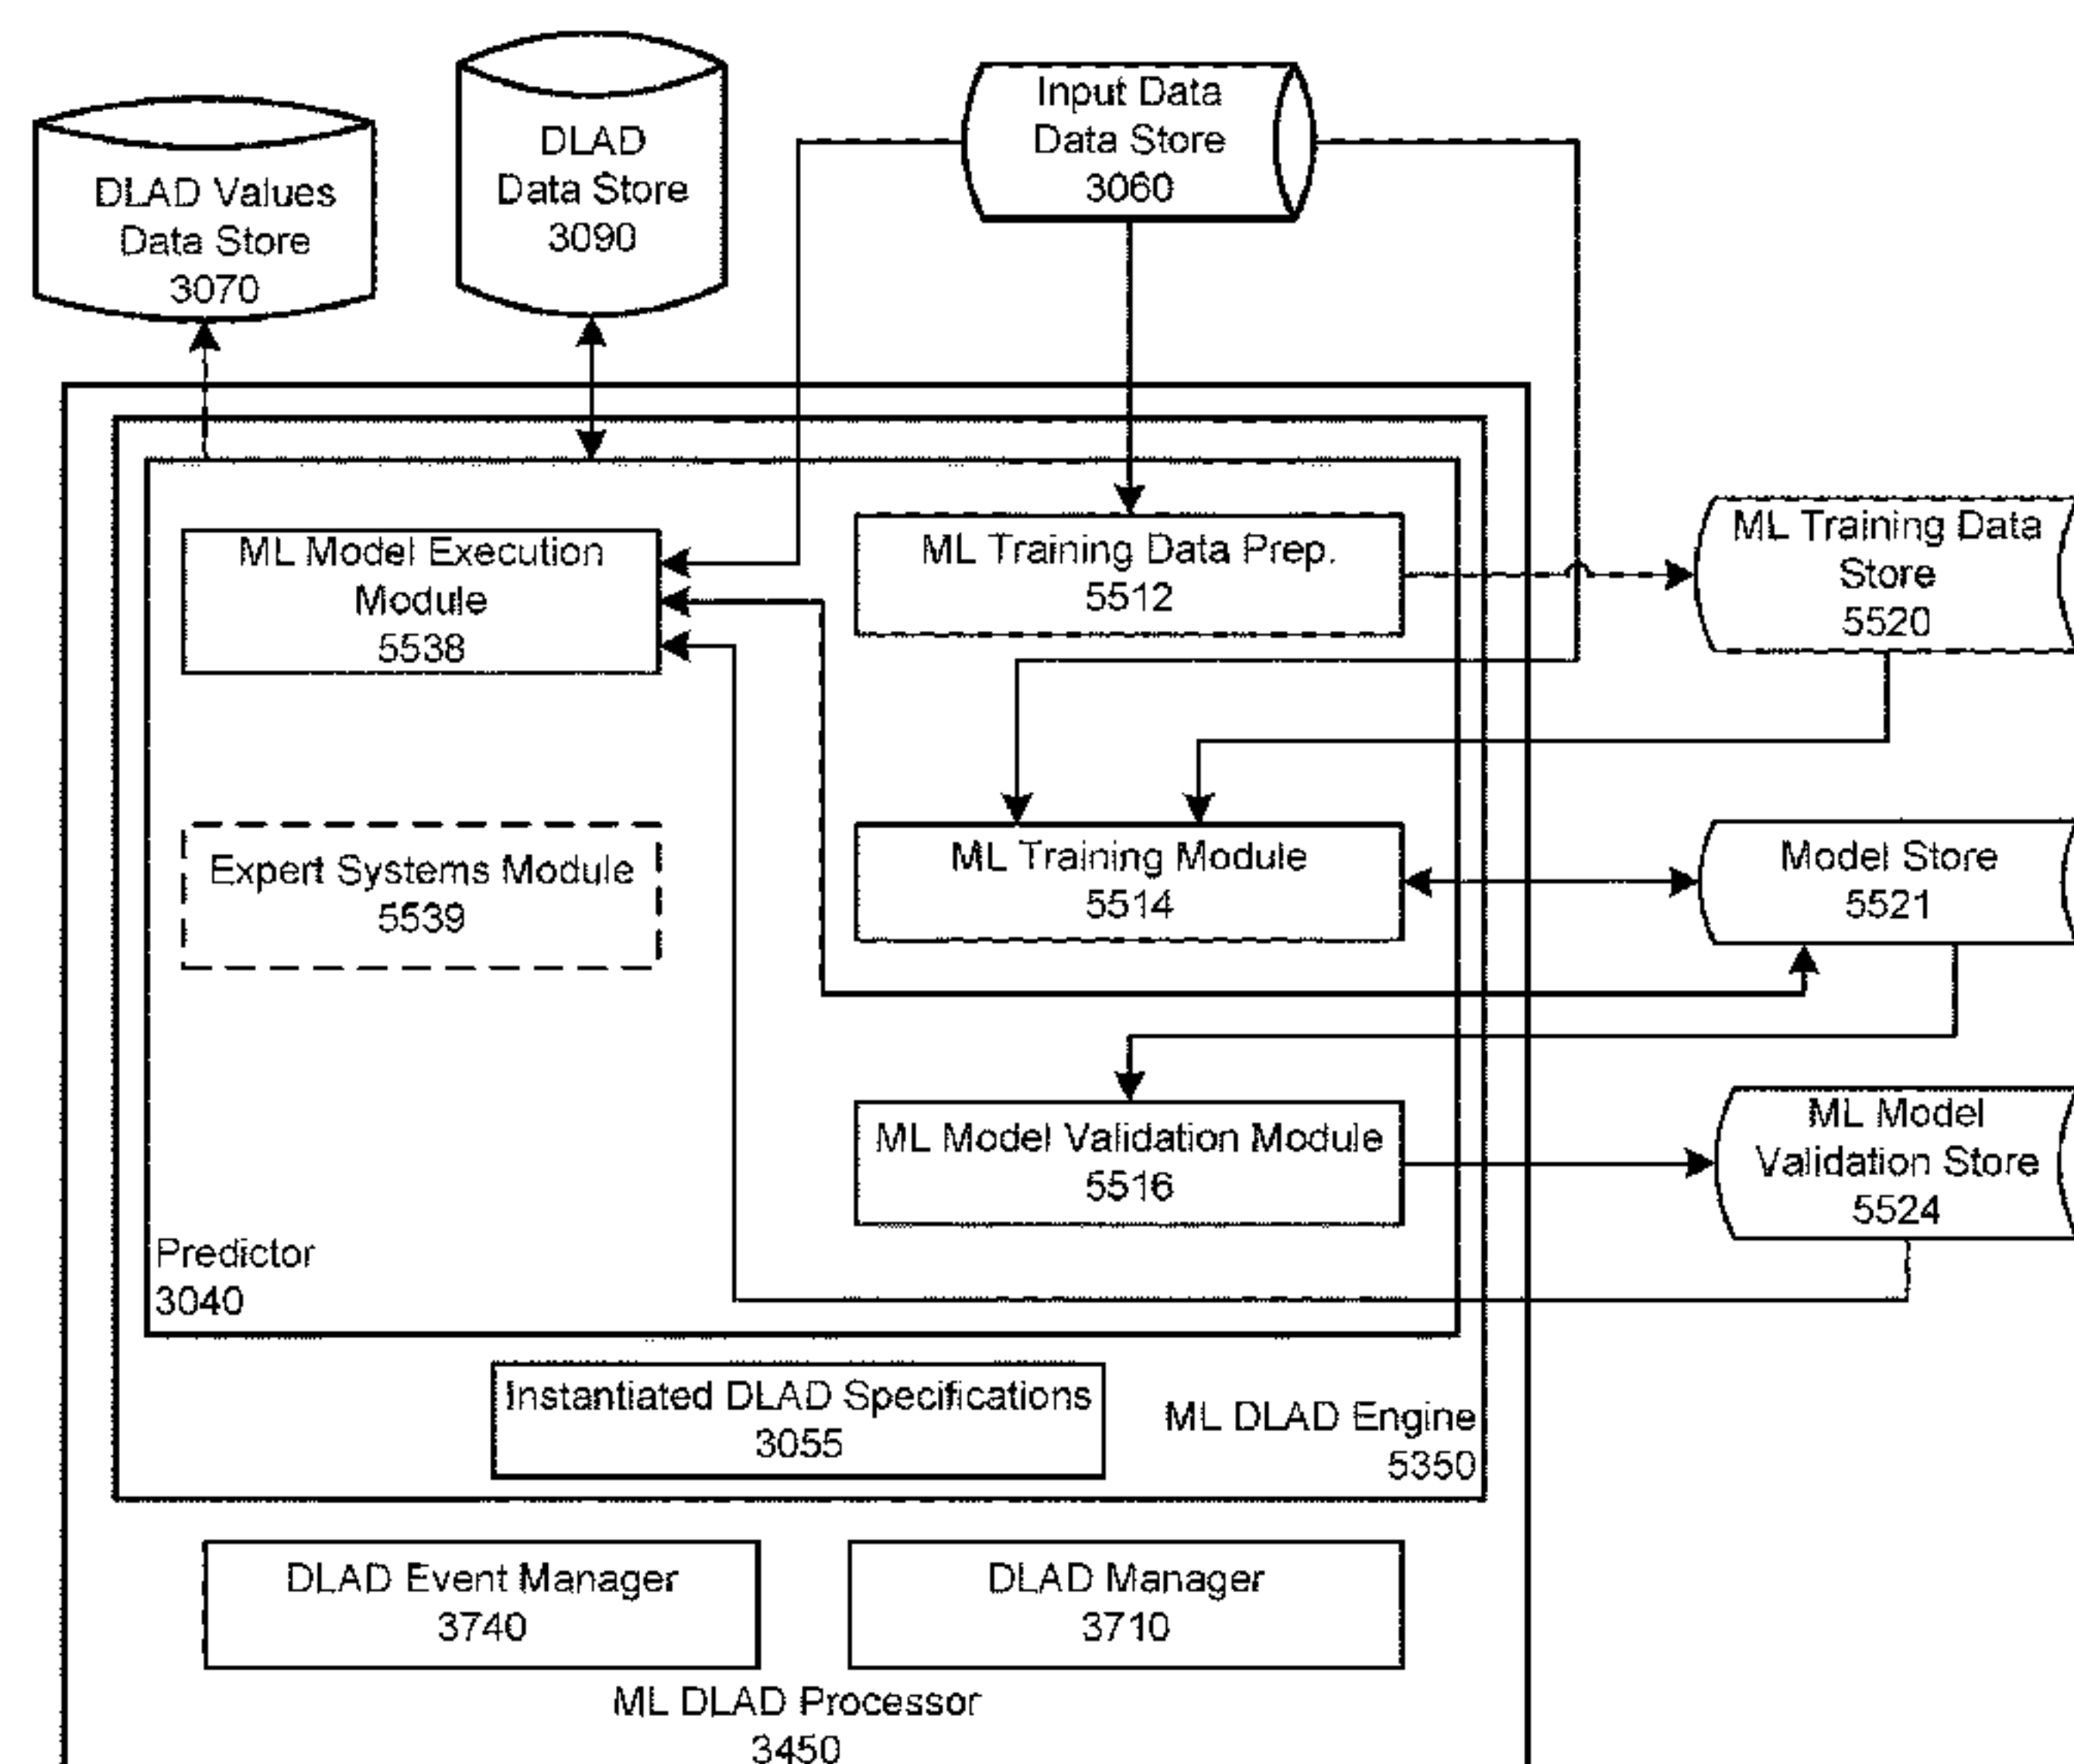 DLAD Values
Data Store
3070
DLAD
Data Store
3090
Input Data
Data Store
3060
ML Model Execution
Module
5538
ML Training Data Prep.
5512
ML Training Data
Store
5520
Expert Systems Module
5539
ML Training Module
5514
Model Store
5521
ML Model Validation Module
5516
ML Model
Validation Store
5524
Predictor
3040
Instantiated DLAD Specifications
3055
ML DLAD Engine
5350
DLAD Event Manager
3740
DLAD Manager
3710
ML DLAD Processor
3450